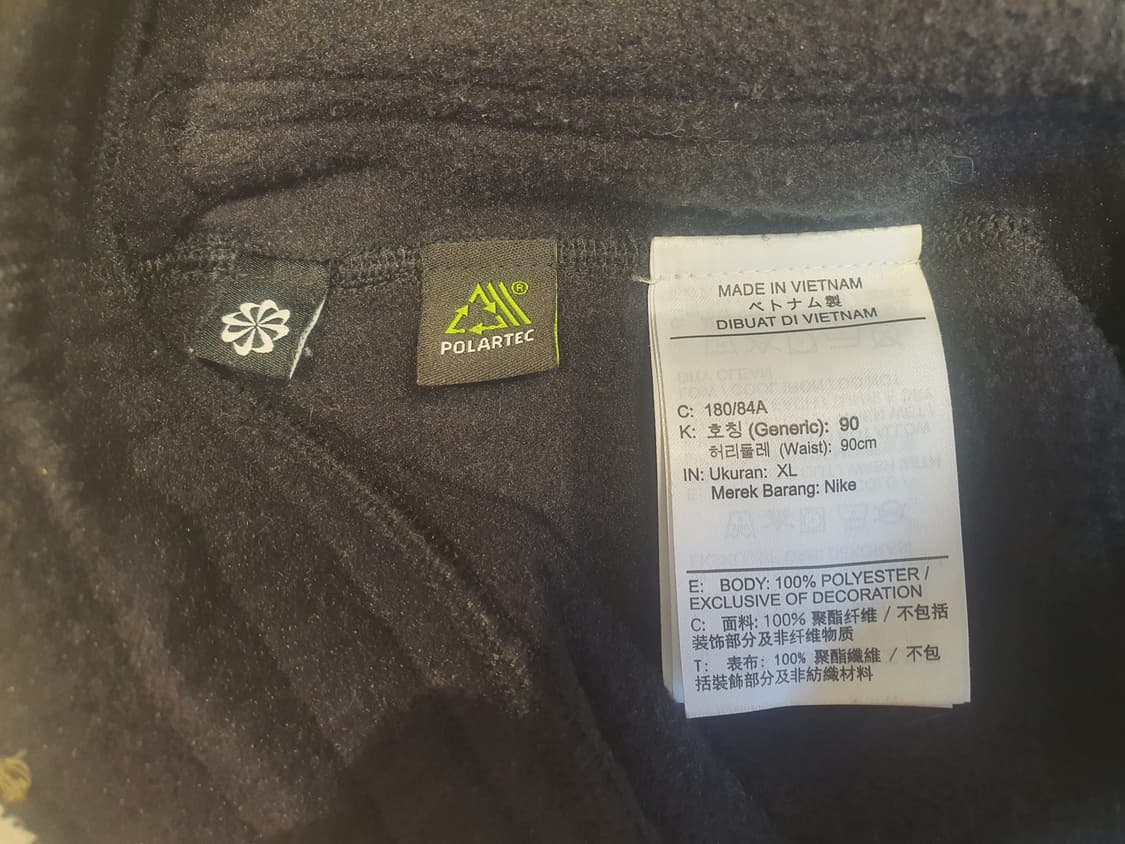 POLARTEC
®
MADE IN VIETNAM
ベトナム製
DIBUAT DI VIETNAM
C: 180/84A
K: 호칭 (Generic): 90
허리둘레 (Waist): 90cm
IN: Ukuran: XL
Merek Barang: Nike
E: BODY: 100% POLYESTER /
EXCLUSIVE OF DECORATION
C: 面料: 100% 聚酯纤维 / 不包括
装饰部分及非纤维物质
T: 表布: 100% 聚酯纖維 / 不包
括裝飾部分及非紡織材料